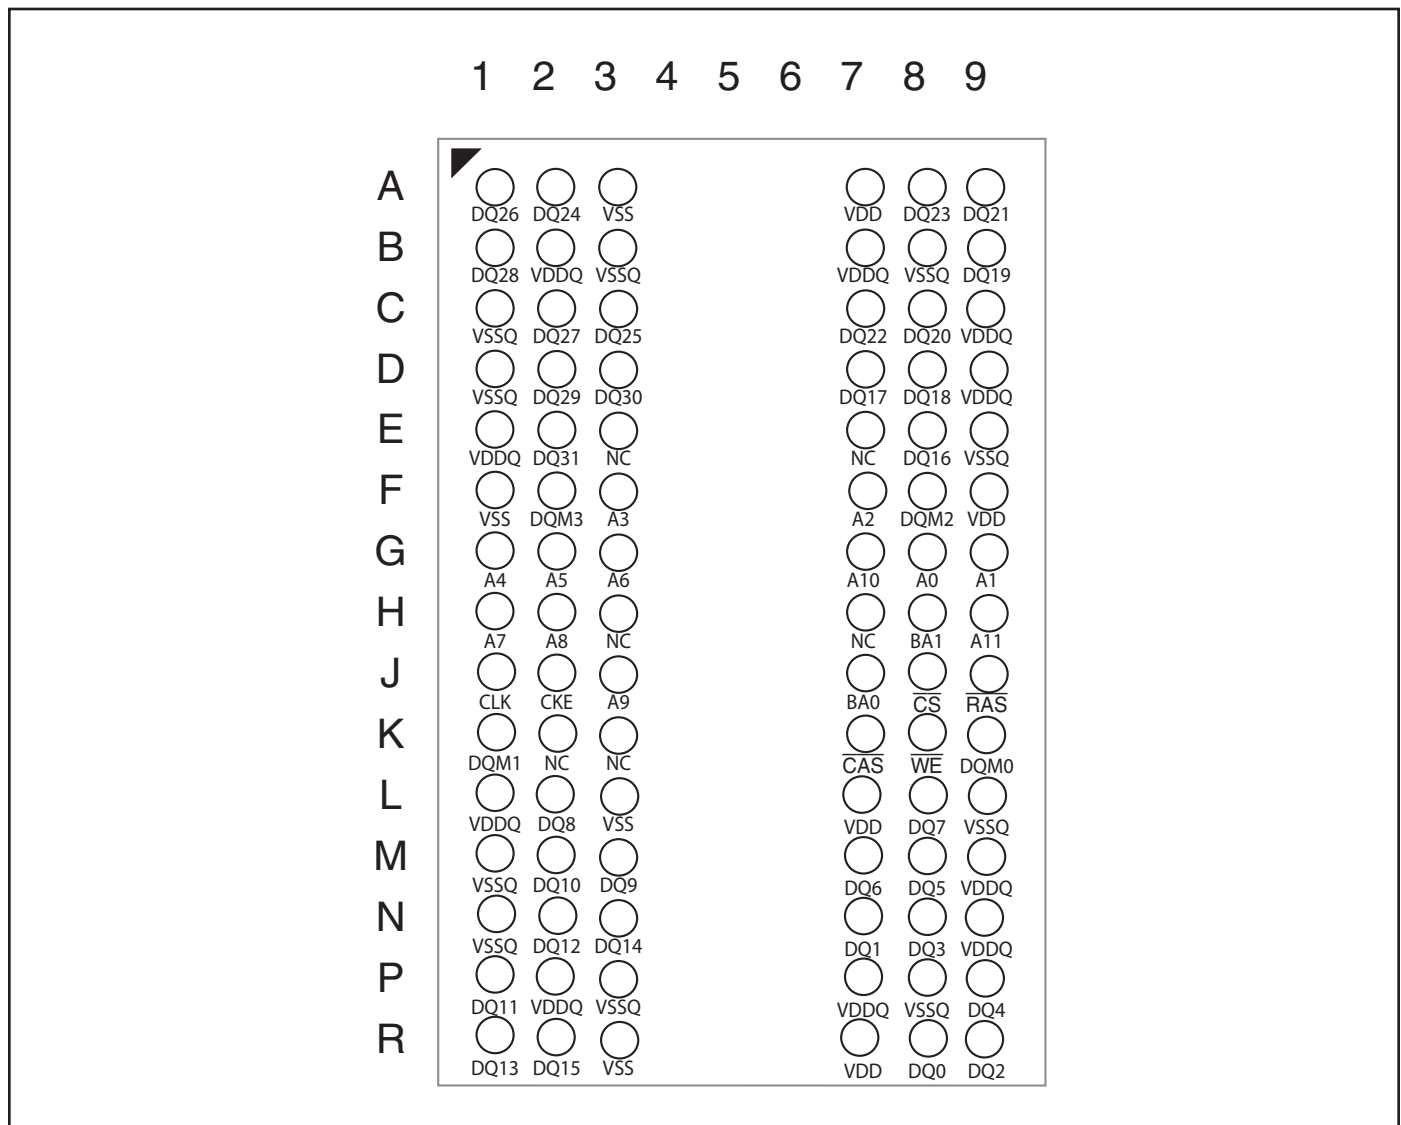 1 2 3 4 5 6 7 8 9
A
DQ26 DQ24 VSS VDD DQ23 DQ21
B
DQ28 VDDQ VSSQ VDDQ VSSQ DQ19
C
VSSQ DQ27 DQ25 DQ22 DQ20 VDDQ
D
VSSQ DQ29 DQ30 DQ17 DQ18 VDDQ
E
VDDQ DQ31 NC NC DQ16 VSSQ
F
VSS DQM3 A3 A2 DQM2 VDD
G
A4 A5 A6 A10 A0 A1
H
A7 A8 NC NC BA1 A11
J
CLK CKE A9 BA0 C̅S̅ R̅A̅S̅
K
DQM1 NC NC C̅A̅S̅ W̅E̅ DQM0
L
VDDQ DQ8 VSS VDD DQ7 VSSQ
M
VSSQ DQ10 DQ9 DQ6 DQ5 VDDQ
N
VSSQ DQ12 DQ14 DQ1 DQ3 VDDQ
P
DQ11 VDDQ VSSQ VDDQ VSSQ DQ4
R
DQ13 DQ15 VSS VDD DQ0 DQ2